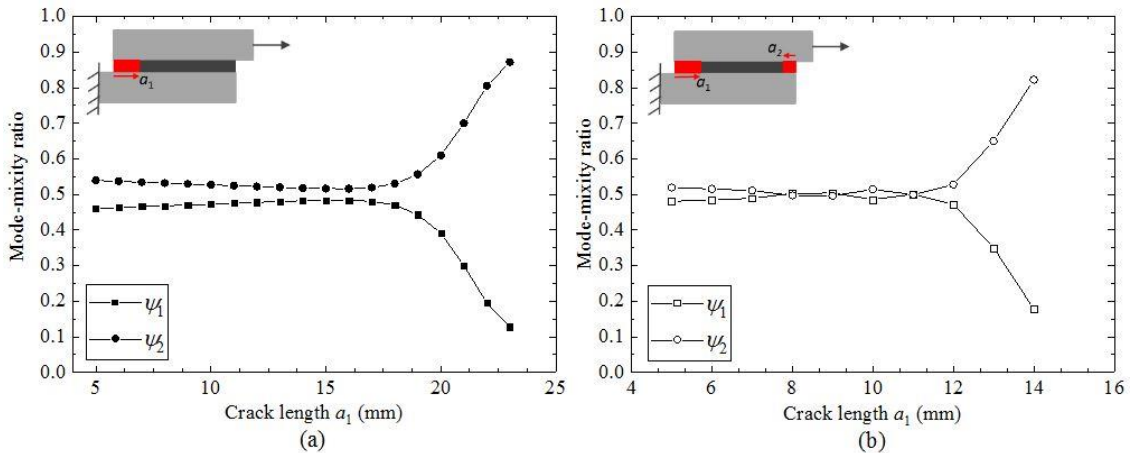 1.0
0.9
0.8
0.7
0.6
0.5
0.4
0.3
0.2
0.1
0.0
Mode-mixity ratio
a1
ψ1
ψ2
5 10 15 20 25
Crack length a1 (mm)
(a)
1.0
0.9
0.8
0.7
0.6
0.5
0.4
0.3
0.2
0.1
0.0
Mode-mixity ratio
a2
a1
ψ1
ψ2
4 6 8 10 12 14 16
Crack length a1 (mm)
(b)